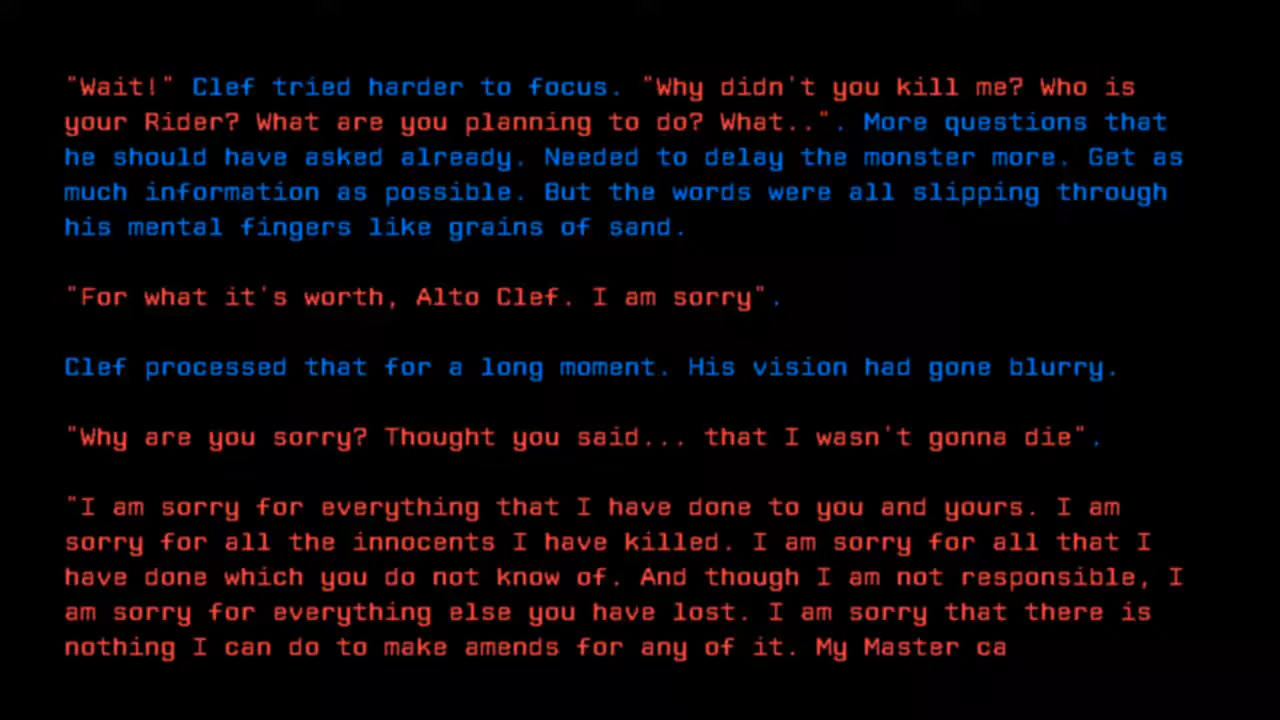 "Wait!" Clef tried harder to focus. "Why didn't you kill me? Who is
your Rider? What are you planning to do? What..". More questions that
he should have asked already. Needed to delay the monster more. Get as
much information as possible. But the words were all slipping through
his mental fingers like grains of sand.
"For what it's worth, Alto Clef. I am sorry".
Clef processed that for a long moment. His vision had gone blurry.
"Why are you sorry? Thought you said... that I wasn't gonna die".
"I am sorry for everything that I have done to you and yours. I am
sorry for all the innocents I have killed. I am sorry for all that I
have done which you do not know of. And though I am not responsible, I
am sorry for everything else you have lost. I am sorry that there is
nothing I can do to make amends for any of it. My Master ca